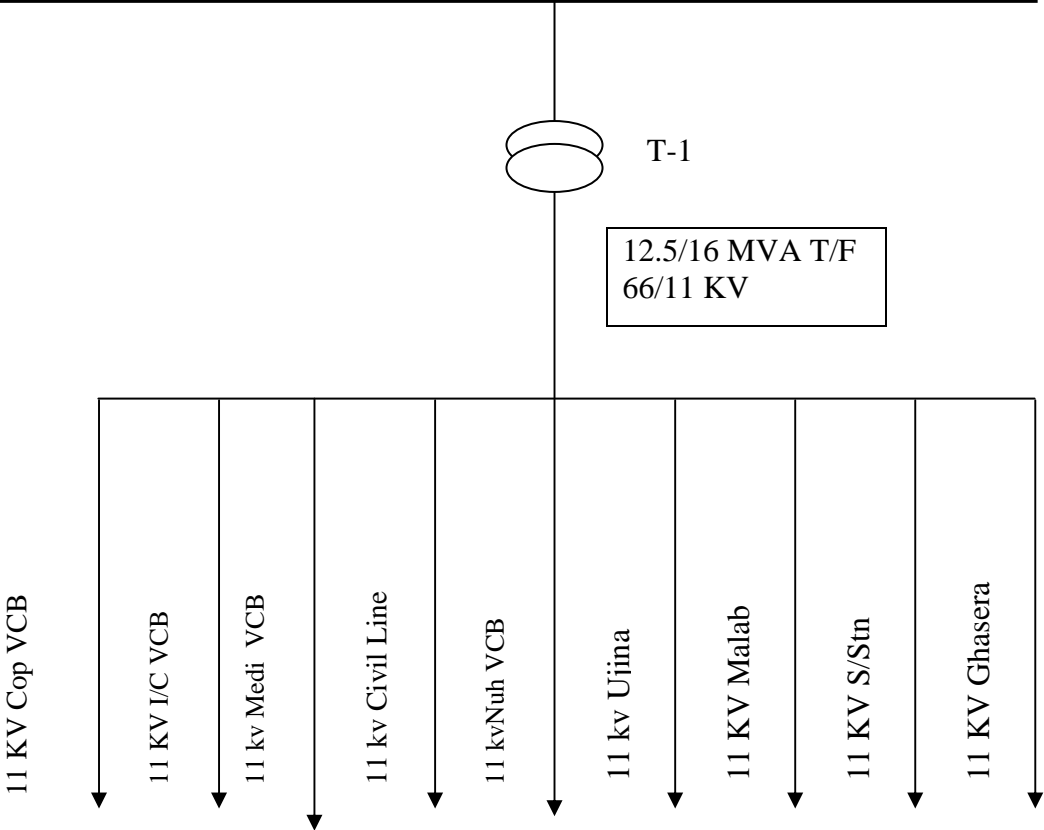 T-1
12.5/16 MVA T/F
66/11 KV
11 KV Cop VCB
11 KV I/C VCB
11 kv Medi VCB
11 kv Civil Line
11 kvNuh VCB
11 kv Ujina
11 KV Malab
11 KV S/Stn
11 KV Ghasera